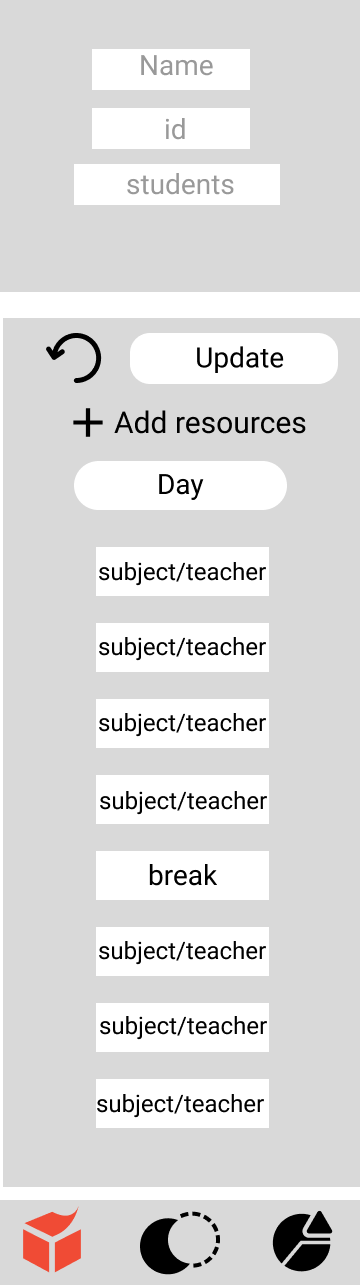 Name
id
students
Update
Add resources
Day
subject/teacher
subject/teacher
subject/teacher
subject/teacher
break
subject/teacher
subject/teacher
subject/teacher